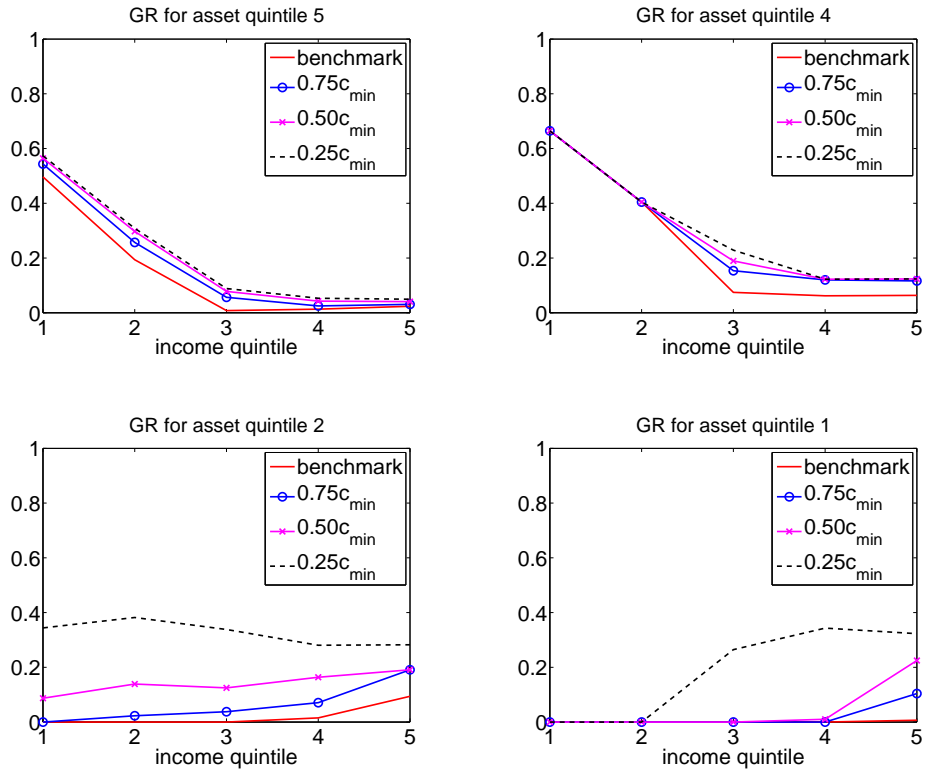 GR for asset quintile 5
1
0.8
0.6
0.4
0.2
0
benchmark
0.75c_min
0.50c_min
0.25c_min
1 2 3 4 5
income quintile
GR for asset quintile 4
1
0.8
0.6
0.4
0.2
0
benchmark
0.75c_min
0.50c_min
0.25c_min
1 2 3 4 5
income quintile
GR for asset quintile 2
1
0.8
0.6
0.4
0.2
0
benchmark
0.75c_min
0.50c_min
0.25c_min
1 2 3 4 5
income quintile
GR for asset quintile 1
1
0.8
0.6
0.4
0.2
0
benchmark
0.75c_min
0.50c_min
0.25c_min
1 2 3 4 5
income quintile